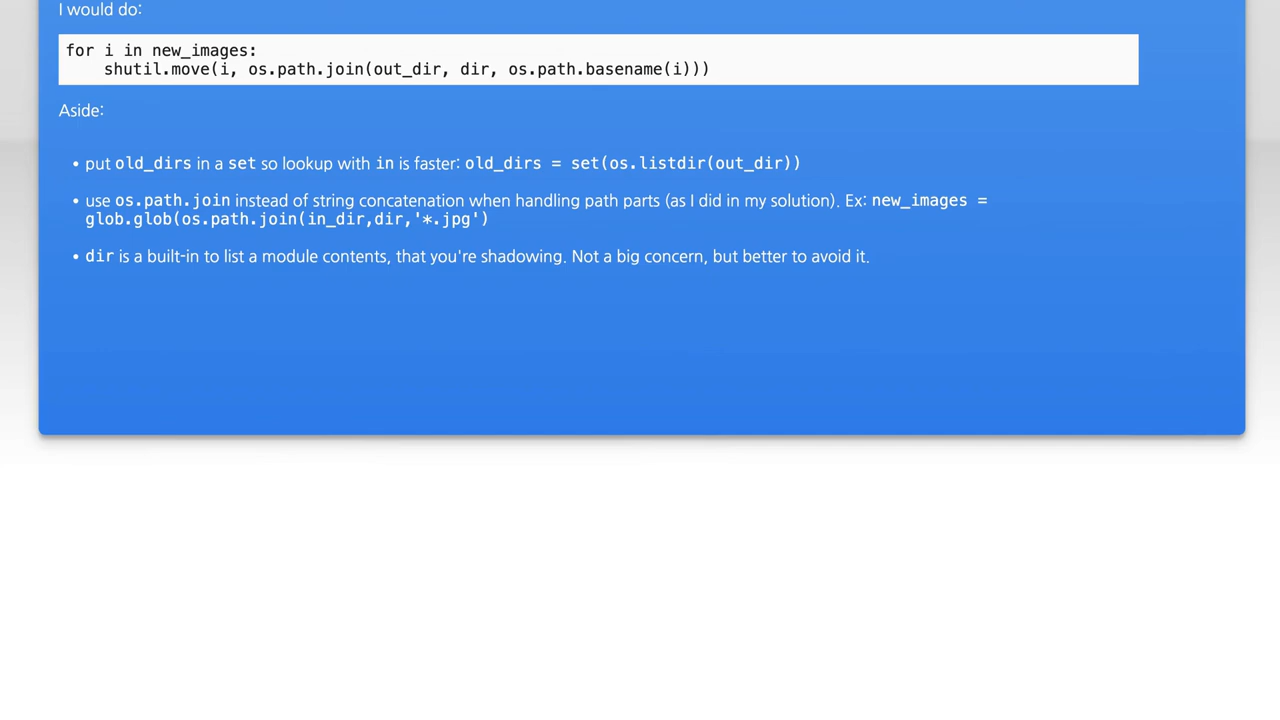 I would do:
for i in new_images:
    shutil.move(i, os.path.join(out_dir, dir, os.path.basename(i)))
Aside:
• put old_dirs in a set so lookup with in is faster: old_dirs = set(os.listdir(out_dir))
• use os.path.join instead of string concatenation when handling path parts (as I did in my solution). Ex: new_images =
glob.glob(os.path.join(in_dir,dir,'*.jpg')
• dir is a built-in to list a module contents, that you're shadowing. Not a big concern, but better to avoid it.